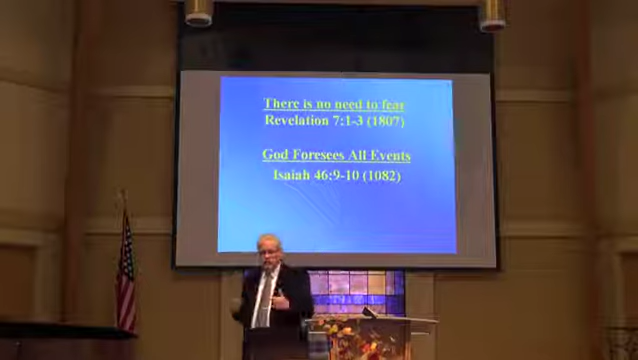 There is no need to fear
Revelation 7:1-3 (1807)
God Foresees All Events
Isaiah 46:9-10 (1082)